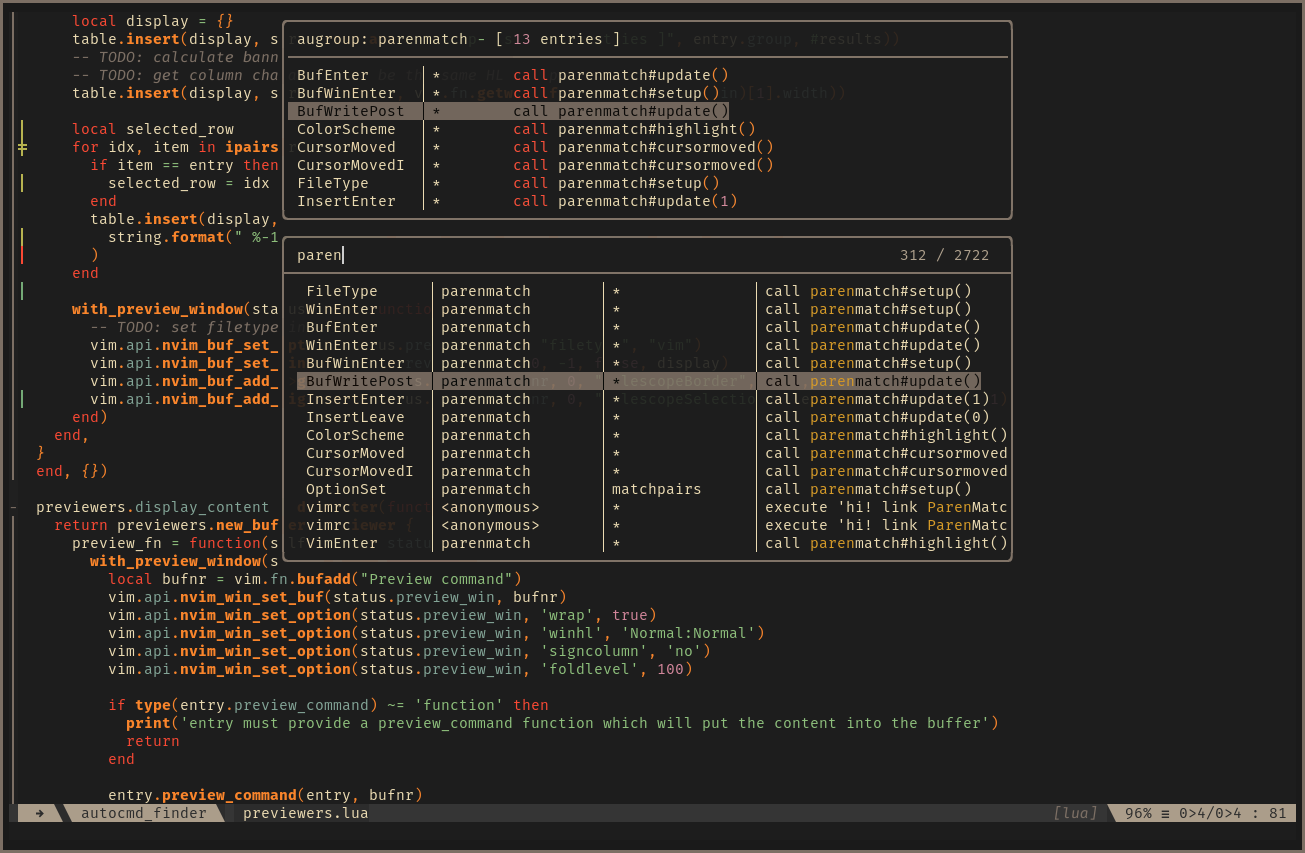 local display = {}
table.insert(display, s
-- TODO: calculate bann
-- TODO: get column cha
table.insert(display, s
local selected_row
for idx, item in ipairs
if item == entry then
selected_row = idx
end
table.insert(display,
string.format(" %-1
)
end
with_preview_window(sta
-- TODO: set filetype
vim.api.nvim_buf_set_
vim.api.nvim_buf_set_
vim.api.nvim_buf_add_
vim.api.nvim_buf_add_
end)
end,
}
end, {})
augroup: parenmatch - [ 13 entries ]
BufEnter * call parenmatch#update()
BufWinEnter * call parenmatch#setup()
BufWritePost * call parenmatch#update()
ColorScheme * call parenmatch#highlight()
CursorMoved * call parenmatch#cursormoved()
CursorMovedI * call parenmatch#cursormoved()
FileType * call parenmatch#setup()
InsertEnter * call parenmatch#update(1)
paren 312 / 2722
FileType parenmatch * call parenmatch#setup()
WinEnter parenmatch * call parenmatch#setup()
BufEnter parenmatch * call parenmatch#update()
WinEnter parenmatch * call parenmatch#update()
BufWinEnter parenmatch * call parenmatch#setup()
BufWritePost parenmatch * call parenmatch#update()
InsertEnter parenmatch * call parenmatch#update(1)
InsertLeave parenmatch * call parenmatch#update(0)
ColorScheme parenmatch * call parenmatch#highlight()
CursorMoved parenmatch * call parenmatch#cursormoved
CursorMovedI parenmatch * call parenmatch#cursormoved
OptionSet parenmatch matchpairs call parenmatch#setup()
vimrc <anonymous> * execute 'hi! link ParenMatc
vimrc <anonymous> * execute 'hi! link ParenMatc
VimEnter parenmatch * call parenmatch#highlight()
previewers.display_content
return previewers.new_buf
preview_fn = function(s
with_preview_window(s
local bufnr = vim.fn.bufadd("Preview command")
vim.api.nvim_win_set_buf(status.preview_win, bufnr)
vim.api.nvim_win_set_option(status.preview_win, 'wrap', true)
vim.api.nvim_win_set_option(status.preview_win, 'winhl', 'Normal:Normal')
vim.api.nvim_win_set_option(status.preview_win, 'signcolumn', 'no')
vim.api.nvim_win_set_option(status.preview_win, 'foldlevel', 100)
if type(entry.preview_command) ~= 'function' then
print('entry must provide a preview_command function which will put the content into the buffer')
return
end
entry.preview_command(entry, bufnr)
➔ autocmd_finder previewers.lua [lua] 96% ≡ 0>4/0>4 : 81